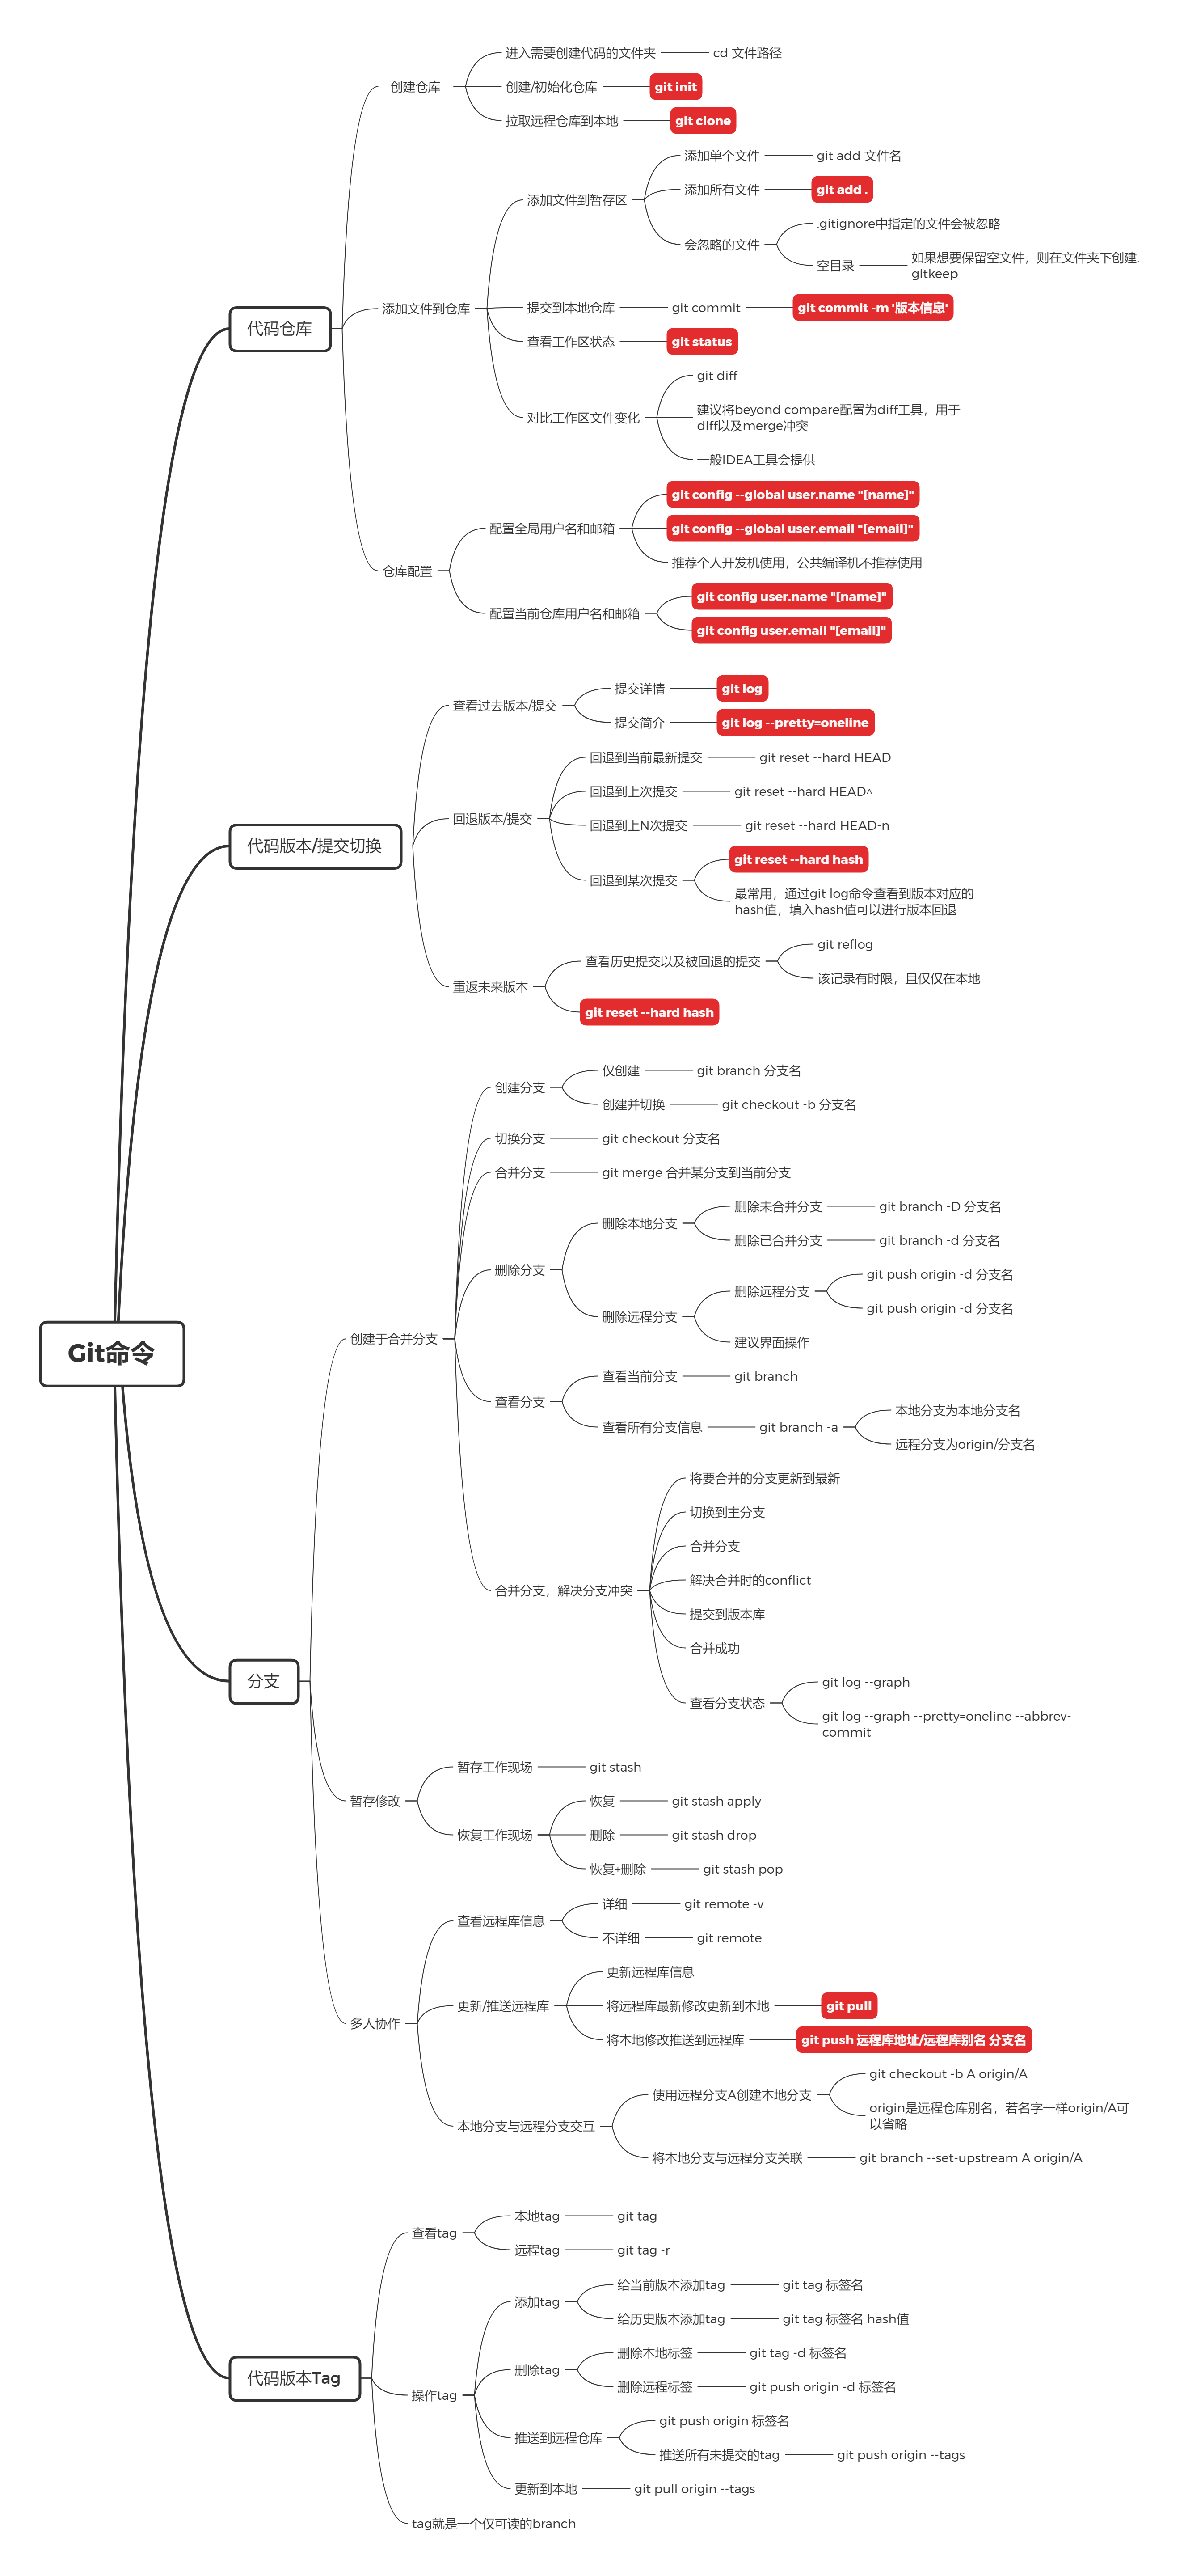 Git命令
代码仓库
创建仓库
进入需要创建代码的文件夹
cd 文件路径
创建/初始化仓库
git init
拉取远程仓库到本地
git clone
添加文件到仓库
添加文件到暂存区
添加单个文件
git add 文件名
添加所有文件
git add .
会忽略的文件
.gitignore中指定的文件会被忽略
空目录
如果想要保留空文件，则在文件夹下创建.
gitkeep
提交到本地仓库
git commit
git commit -m '版本信息'
查看工作区状态
git status
对比工作区文件变化
git diff
建议将beyond compare配置为diff工具，用于
diff以及merge冲突
一般IDEA工具会提供
仓库配置
配置全局用户名和邮箱
git config --global user.name "[name]"
git config --global user.email "[email]"
推荐个人开发机使用，公共编译机不推荐使用
配置当前仓库用户名和邮箱
git config user.name "[name]"
git config user.email "[email]"
代码版本/提交切换
查看过去版本/提交
提交详情
git log
提交简介
git log --pretty=oneline
回退版本/提交
回退到当前最新提交
git reset --hard HEAD
回退到上次提交
git reset --hard HEAD^
回退到上N次提交
git reset --hard HEAD-n
回退到某次提交
git reset --hard hash
最常用，通过git log命令查看到版本对应的
hash值，填入hash值可以进行版本回退
重返未来版本
查看历史提交以及被回退的提交
git reflog
该记录有时限，且仅仅在本地
git reset --hard hash
分支
创建于合并分支
创建分支
仅创建
git branch 分支名
创建并切换
git checkout -b 分支名
切换分支
git checkout 分支名
合并分支
git merge 合并某分支到当前分支
删除分支
删除本地分支
删除未合并分支
git branch -D 分支名
删除已合并分支
git branch -d 分支名
删除远程分支
删除远程分支
git push origin -d 分支名
git push origin -d 分支名
建议界面操作
查看分支
查看当前分支
git branch
查看所有分支信息
git branch -a
本地分支为本地分支名
远程分支为origin/分支名
合并分支，解决分支冲突
将要合并的分支更新到最新
切换到主分支
合并分支
解决合并时的conflict
提交到版本库
合并成功
查看分支状态
git log --graph
git log --graph --pretty=oneline --abbrev-
commit
暂存修改
暂存工作现场
git stash
恢复工作现场
恢复
git stash apply
删除
git stash drop
恢复+删除
git stash pop
多人协作
查看远程库信息
详细
git remote -v
不详细
git remote
更新/推送远程库
更新远程库信息
将远程库最新修改更新到本地
git pull
将本地修改推送到远程库
git push 远程库地址/远程库别名 分支名
本地分支与远程分支交互
使用远程分支A创建本地分支
git checkout -b A origin/A
origin是远程仓库别名，若名字一样origin/A可
以省略
将本地分支与远程分支关联
git branch --set-upstream A origin/A
代码版本Tag
查看tag
本地tag
git tag
远程tag
git tag -r
操作tag
添加tag
给当前版本添加tag
git tag 标签名
给历史版本添加tag
git tag 标签名 hash值
删除tag
删除本地标签
git tag -d 标签名
删除远程标签
git push origin -d 标签名
推送到远程仓库
git push origin 标签名
推送所有未提交的tag
git push origin --tags
更新到本地
git pull origin --tags
tag就是一个仅可读的branch